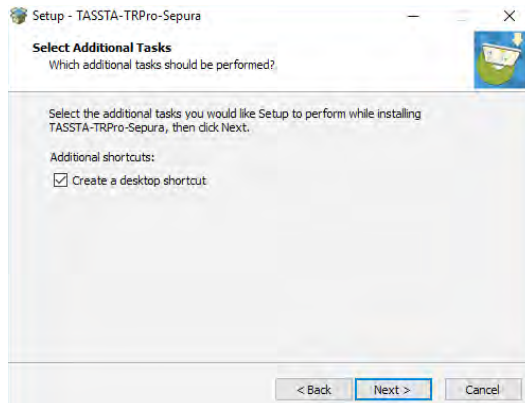 Setup - TASSTA-TRPro-Sepura
Select Additional Tasks
Which additional tasks should be performed?
Select the additional tasks you would like Setup to perform while installing
TASSTA-TRPro-Sepura, then click Next.
Additional shortcuts:
Create a desktop shortcut
< Back Next > Cancel